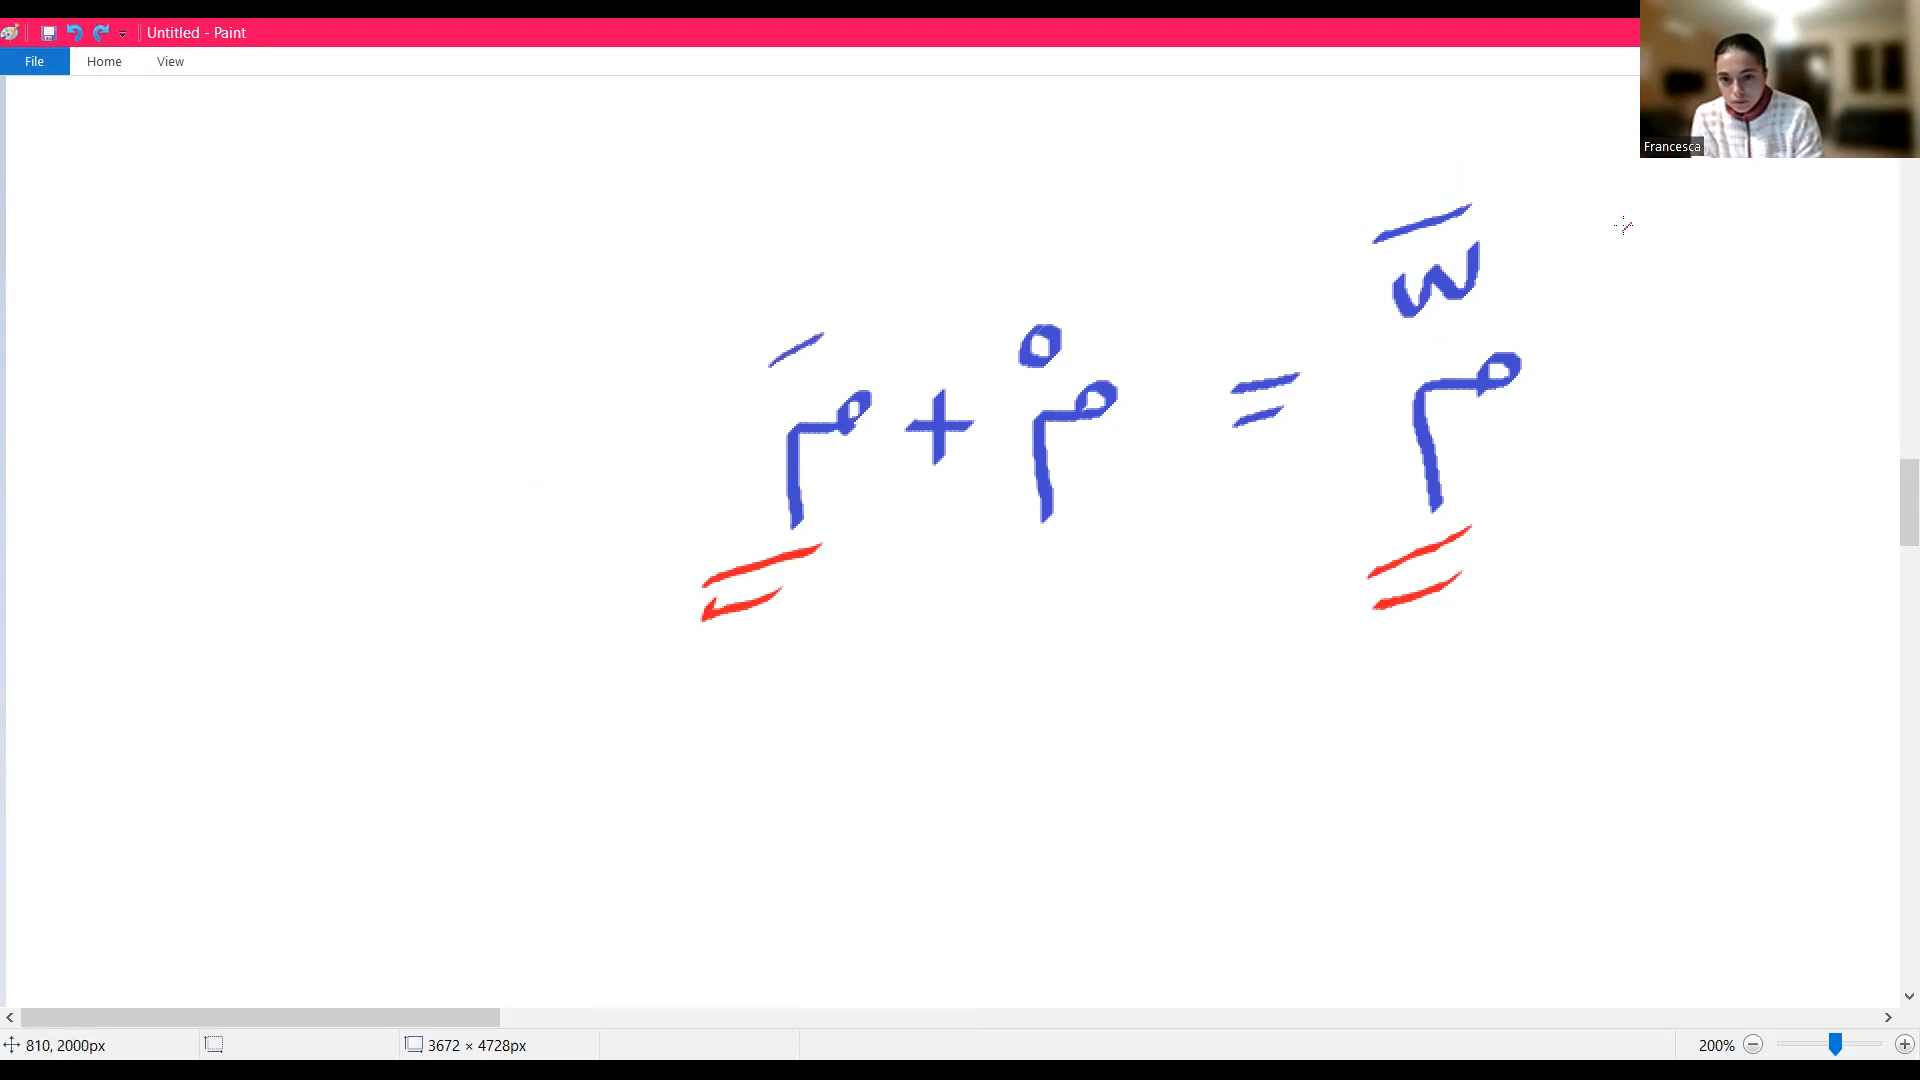 Untitled - Paint
File Home View
Francesca
مَّ = مْ + مَ
810, 2000px 3672 × 4728px 200%